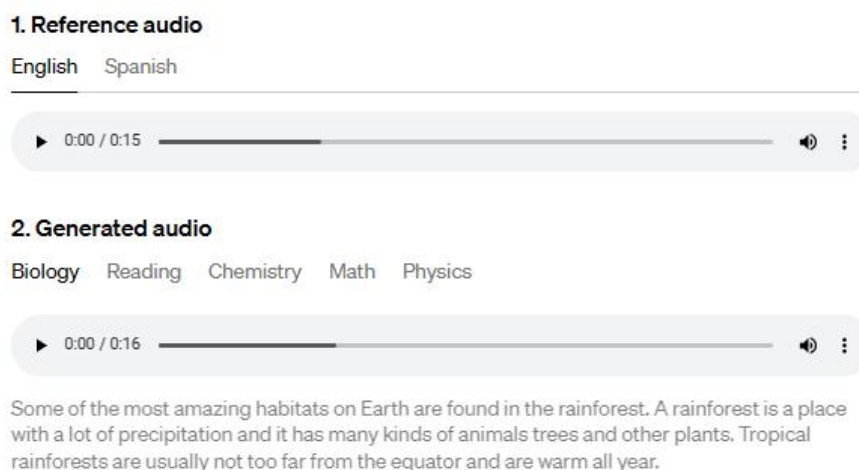 1. Reference audio
English Spanish
0:00 / 0:15
2. Generated audio
Biology Reading Chemistry Math Physics
0:00 / 0:16
Some of the most amazing habitats on Earth are found in the rainforest. A rainforest is a place
with a lot of precipitation and it has many kinds of animals trees and other plants. Tropical
rainforests are usually not too far from the equator and are warm all year.